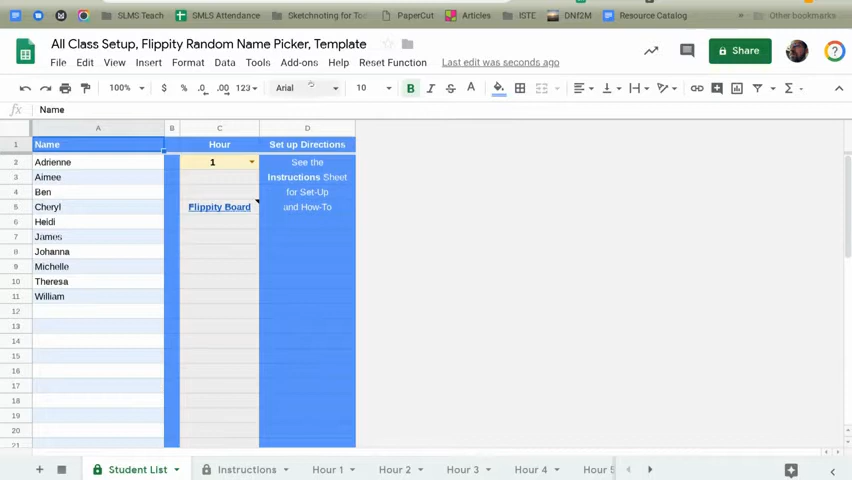 SLMS Teach
SMLS Attendance
Sketchnoting for Tec
PaperCut
Articles
ISTE
DNf2M
Resource Catalog
»
Other bookmarks
All Class Setup, Flippity Random Name Picker, Template
File Edit View Insert Format Data Tools Add-ons Help Reset Function Last edit was seconds ago
Share
100% $ % .0 .00 123 Arial 10 B I S A
fx Name
A B C D
1 Name Hour Set up Directions
2 Adrienne 1 See the
3 Aimee Instructions Sheet
4 Ben for Set-Up
5 Cheryl Flippity Board and How-To
6 Heidi
7 James
8 Johanna
9 Michelle
10 Theresa
11 William
12
13
14
15
16
17
18
19
20
21
+ Student List Instructions Hour 1 Hour 2 Hour 3 Hour 4 Hour 5